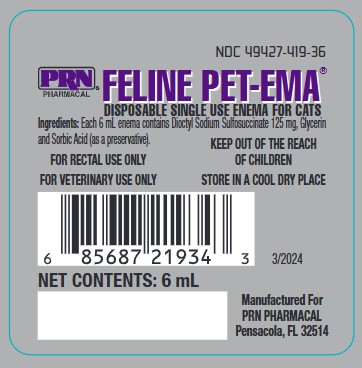 NDC 49427-419-36
PRN®
PHARMACAL
FELINE PET-EMA®
DISPOSABLE SINGLE USE ENEMA FOR CATS
Ingredients: Each 6 mL enema contains Dioctyl Sodium Sulfosuccinate 125 mg, Glycerin
and Sorbic Acid (as a preservative).
KEEP OUT OF THE REACH
OF CHILDREN
FOR RECTAL USE ONLY
FOR VETERINARY USE ONLY
STORE IN A COOL DRY PLACE
6 85687 21934 3
3/2024
NET CONTENTS: 6 mL
Manufactured For
PRN PHARMACAL
Pensacola, FL 32514